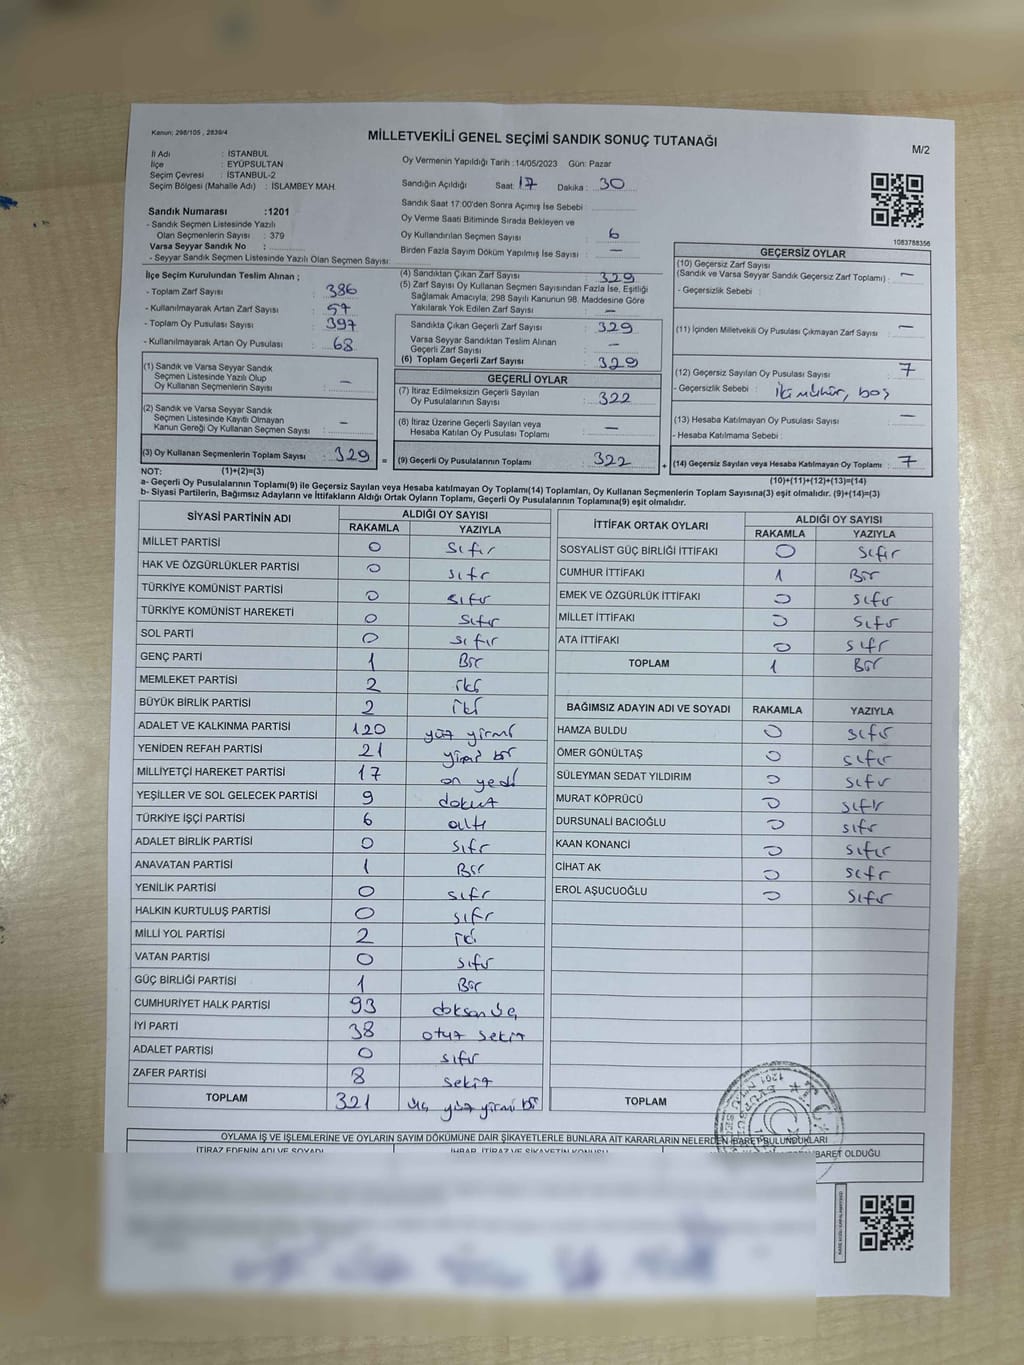 Kanun: 298/105 , 2839/4
MİLLETVEKİLİ GENEL SEÇİMİ SANDIK SONUÇ TUTANAĞI
M/2
İl Adı : İSTANBUL
İlçe : EYÜPSULTAN
Seçim Çevresi : İSTANBUL-2
Seçim Bölgesi (Mahalle Adı) : İSLAMBEY MAH.
Sandık Numarası :1201
- Sandık Seçmen Listesinde Yazılı
Olan Seçmenlerin Sayısı : 379
Varsa Seyyar Sandık No :
- Seyyar Sandık Seçmen Listesinde Yazılı Olan Seçmen Sayısı:
Oy Vermenin Yapıldığı Tarih :14/05/2023 Gün: Pazar
Sandığın Açıldığı Saat: 17 Dakika : 30
Sandık Saat 17:00'den Sonra Açımış İse Sebebi
Oy Verme Saati Bitiminde Sırada Bekleyen ve
Oy Kullandırılan Seçmen Sayısı 6
Birden Fazla Sayım Döküm Yapılmış İse Sayısı : —
1083788356
İlçe Seçim Kurulundan Teslim Alınan ;
- Toplam Zarf Sayısı : 386
- Kullanılmayarak Artan Zarf Sayısı : 57
- Toplam Oy Pusulası Sayısı : 397
- Kullanılmayarak Artan Oy Pusulası : 68
(1) Sandık ve Varsa Seyyar Sandık
Seçmen Listesinde Yazılı Olup
Oy Kullanan Seçmenlerin Sayısı : —
(2) Sandık ve Varsa Seyyar Sandık
Seçmen Listesinde Kayıtlı Olmayan
Kanun Gereği Oy Kullanan Seçmen Sayısı : —
(3) Oy Kullanan Seçmenlerin Toplam Sayısı : 329 =
(1)+(2)=(3)
(4) Sandıktan Çıkan Zarf Sayısı : 329
(5) Zarf Sayısı Oy Kullanan Seçmen Sayısından Fazla İse, Eşitliği
Sağlamak Amacıyla, 298 Sayılı Kanunun 98. Maddesine Göre
Yakılarak Yok Edilen Zarf Sayısı : —
Sandıkta Çıkan Geçerli Zarf Sayısı : 329
Varsa Seyyar Sandıktan Teslim Alınan
Geçerli Zarf Sayısı : —
(6) Toplam Geçerli Zarf Sayısı : 329
GEÇERLİ OYLAR
(7) İtiraz Edilmeksizin Geçerli Sayılan
Oy Pusulalarının Sayısı : 322
(8) İtiraz Üzerine Geçerli Sayılan veya
Hesaba Katılan Oy Pusulası Toplamı : —
(9) Geçerli Oy Pusulalarının Toplamı : 322 +
GEÇERSİZ OYLAR
(10) Geçersiz Zarf Sayısı
(Sandık ve Varsa Seyyar Sandık Geçersiz Zarf Toplamı) : —
- Geçersizlik Sebebi :
(11) İçinden Milletvekili Oy Pusulası Çıkmayan Zarf Sayısı : —
(12) Geçersiz Sayılan Oy Pusulası Sayısı : 7
- Geçersizlik Sebebi : iki mühür, boş
(13) Hesaba Katılmayan Oy Pusulası Sayısı : —
- Hesaba Katılmama Sebebi :
(14) Geçersiz Sayılan veya Hesaba Katılmayan Oy Toplamı : 7
(10)+(11)+(12)+(13)=(14)
NOT:
a- Geçerli Oy Pusulalarının Toplamı(9) ile Geçersiz Sayılan veya Hesaba katılmayan Oy Toplamı(14) Toplamları, Oy Kullanan Seçmenlerin Toplam Sayısına(3) eşit olmalıdır. (9)+(14)=(3)
b- Siyasi Partilerin, Bağımsız Adayların ve İttifakların Aldığı Ortak Oyların Toplamı, Geçerli Oy Pusulalarının Toplamına(9) eşit olmalıdır.
SİYASİ PARTİNİN ADI ALDIĞI OY SAYISI
RAKAMLA YAZIYLA
MİLLET PARTİSİ 0 sıfır
HAK VE ÖZGÜRLÜKLER PARTİSİ 0 sıfır
TÜRKİYE KOMÜNİST PARTİSİ 0 sıfır
TÜRKİYE KOMÜNİST HAREKETİ 0 sıfır
SOL PARTİ 0 sıfır
GENÇ PARTİ 1 Bir
MEMLEKET PARTİSİ 2 iki
BÜYÜK BİRLİK PARTİSİ 2 iki
ADALET VE KALKINMA PARTİSİ 120 yüz yirmi
YENİDEN REFAH PARTİSİ 21 yirmi bir
MİLLİYETÇİ HAREKET PARTİSİ 17 on yedi
YEŞİLLER VE SOL GELECEK PARTİSİ 9 dokuz
TÜRKİYE İŞÇİ PARTİSİ 6 altı
ADALET BİRLİK PARTİSİ 0 sıfır
ANAVATAN PARTİSİ 1 Bir
YENİLİK PARTİSİ 0 sıfır
HALKIN KURTULUŞ PARTİSİ 0 sıfır
MİLLİ YOL PARTİSİ 2 iki
VATAN PARTİSİ 0 sıfır
GÜÇ BİRLİĞİ PARTİSİ 1 Bir
CUMHURİYET HALK PARTİSİ 93 doksan üç
İYİ PARTİ 38 otuz sekiz
ADALET PARTİSİ 0 sıfır
ZAFER PARTİSİ 8 sekiz
TOPLAM 321 üç yüz yirmi bir
İTTİFAK ORTAK OYLARI ALDIĞI OY SAYISI
RAKAMLA YAZIYLA
SOSYALİST GÜÇ BİRLİĞİ İTTİFAKI 0 sıfır
CUMHUR İTTİFAKI 1 Bir
EMEK VE ÖZGÜRLÜK İTTİFAKI 0 sıfır
MİLLET İTTİFAKI 0 sıfır
ATA İTTİFAKI 0 sıfır
TOPLAM 1 Bir
BAĞIMSIZ ADAYIN ADI VE SOYADI RAKAMLA YAZIYLA
HAMZA BULDU 0 sıfır
ÖMER GÖNÜLTAŞ 0 sıfır
SÜLEYMAN SEDAT YILDIRIM 0 sıfır
MURAT KÖPRÜCÜ 0 sıfır
DURSUNALİ BACIOĞLU 0 sıfır
KAAN KONANCİ 0 sıfır
CİHAT AK 0 sıfır
EROL AŞUCUOĞLU 0 sıfır
TOPLAM
OYLAMA İŞ VE İŞLEMLERİNE VE OYLARIN SAYIM DÖKÜMÜNE DAİR ŞİKAYETLERLE BUNLARA AİT KARARLARIN NELERDEN İBARET BULUNDUKLARI
İTİRAZ EDENİN ADI VE SOYADI İHBAR, İTİRAZ VE ŞİKAYETİN KONUSU BARET OLDUĞU